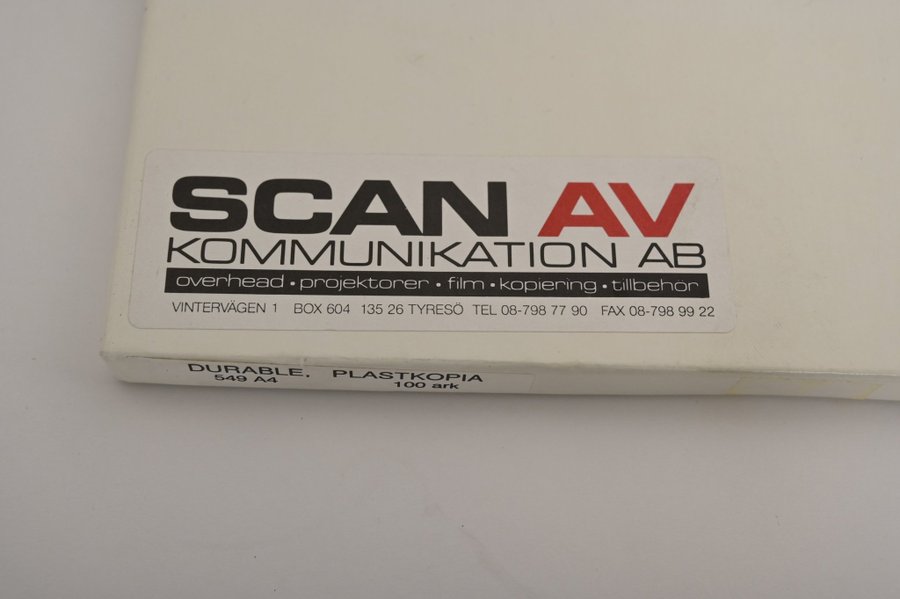 SCAN AV
KOMMUNIKATION AB
overhead • projektorer • film • kopiering • tillbehör
VINTERVÄGEN 1 BOX 604 135 26 TYRESÖ TEL 08-798 77 90 FAX 08-798 99 22
DURABLE, PLASTKOPIA
549 A4 100 ark